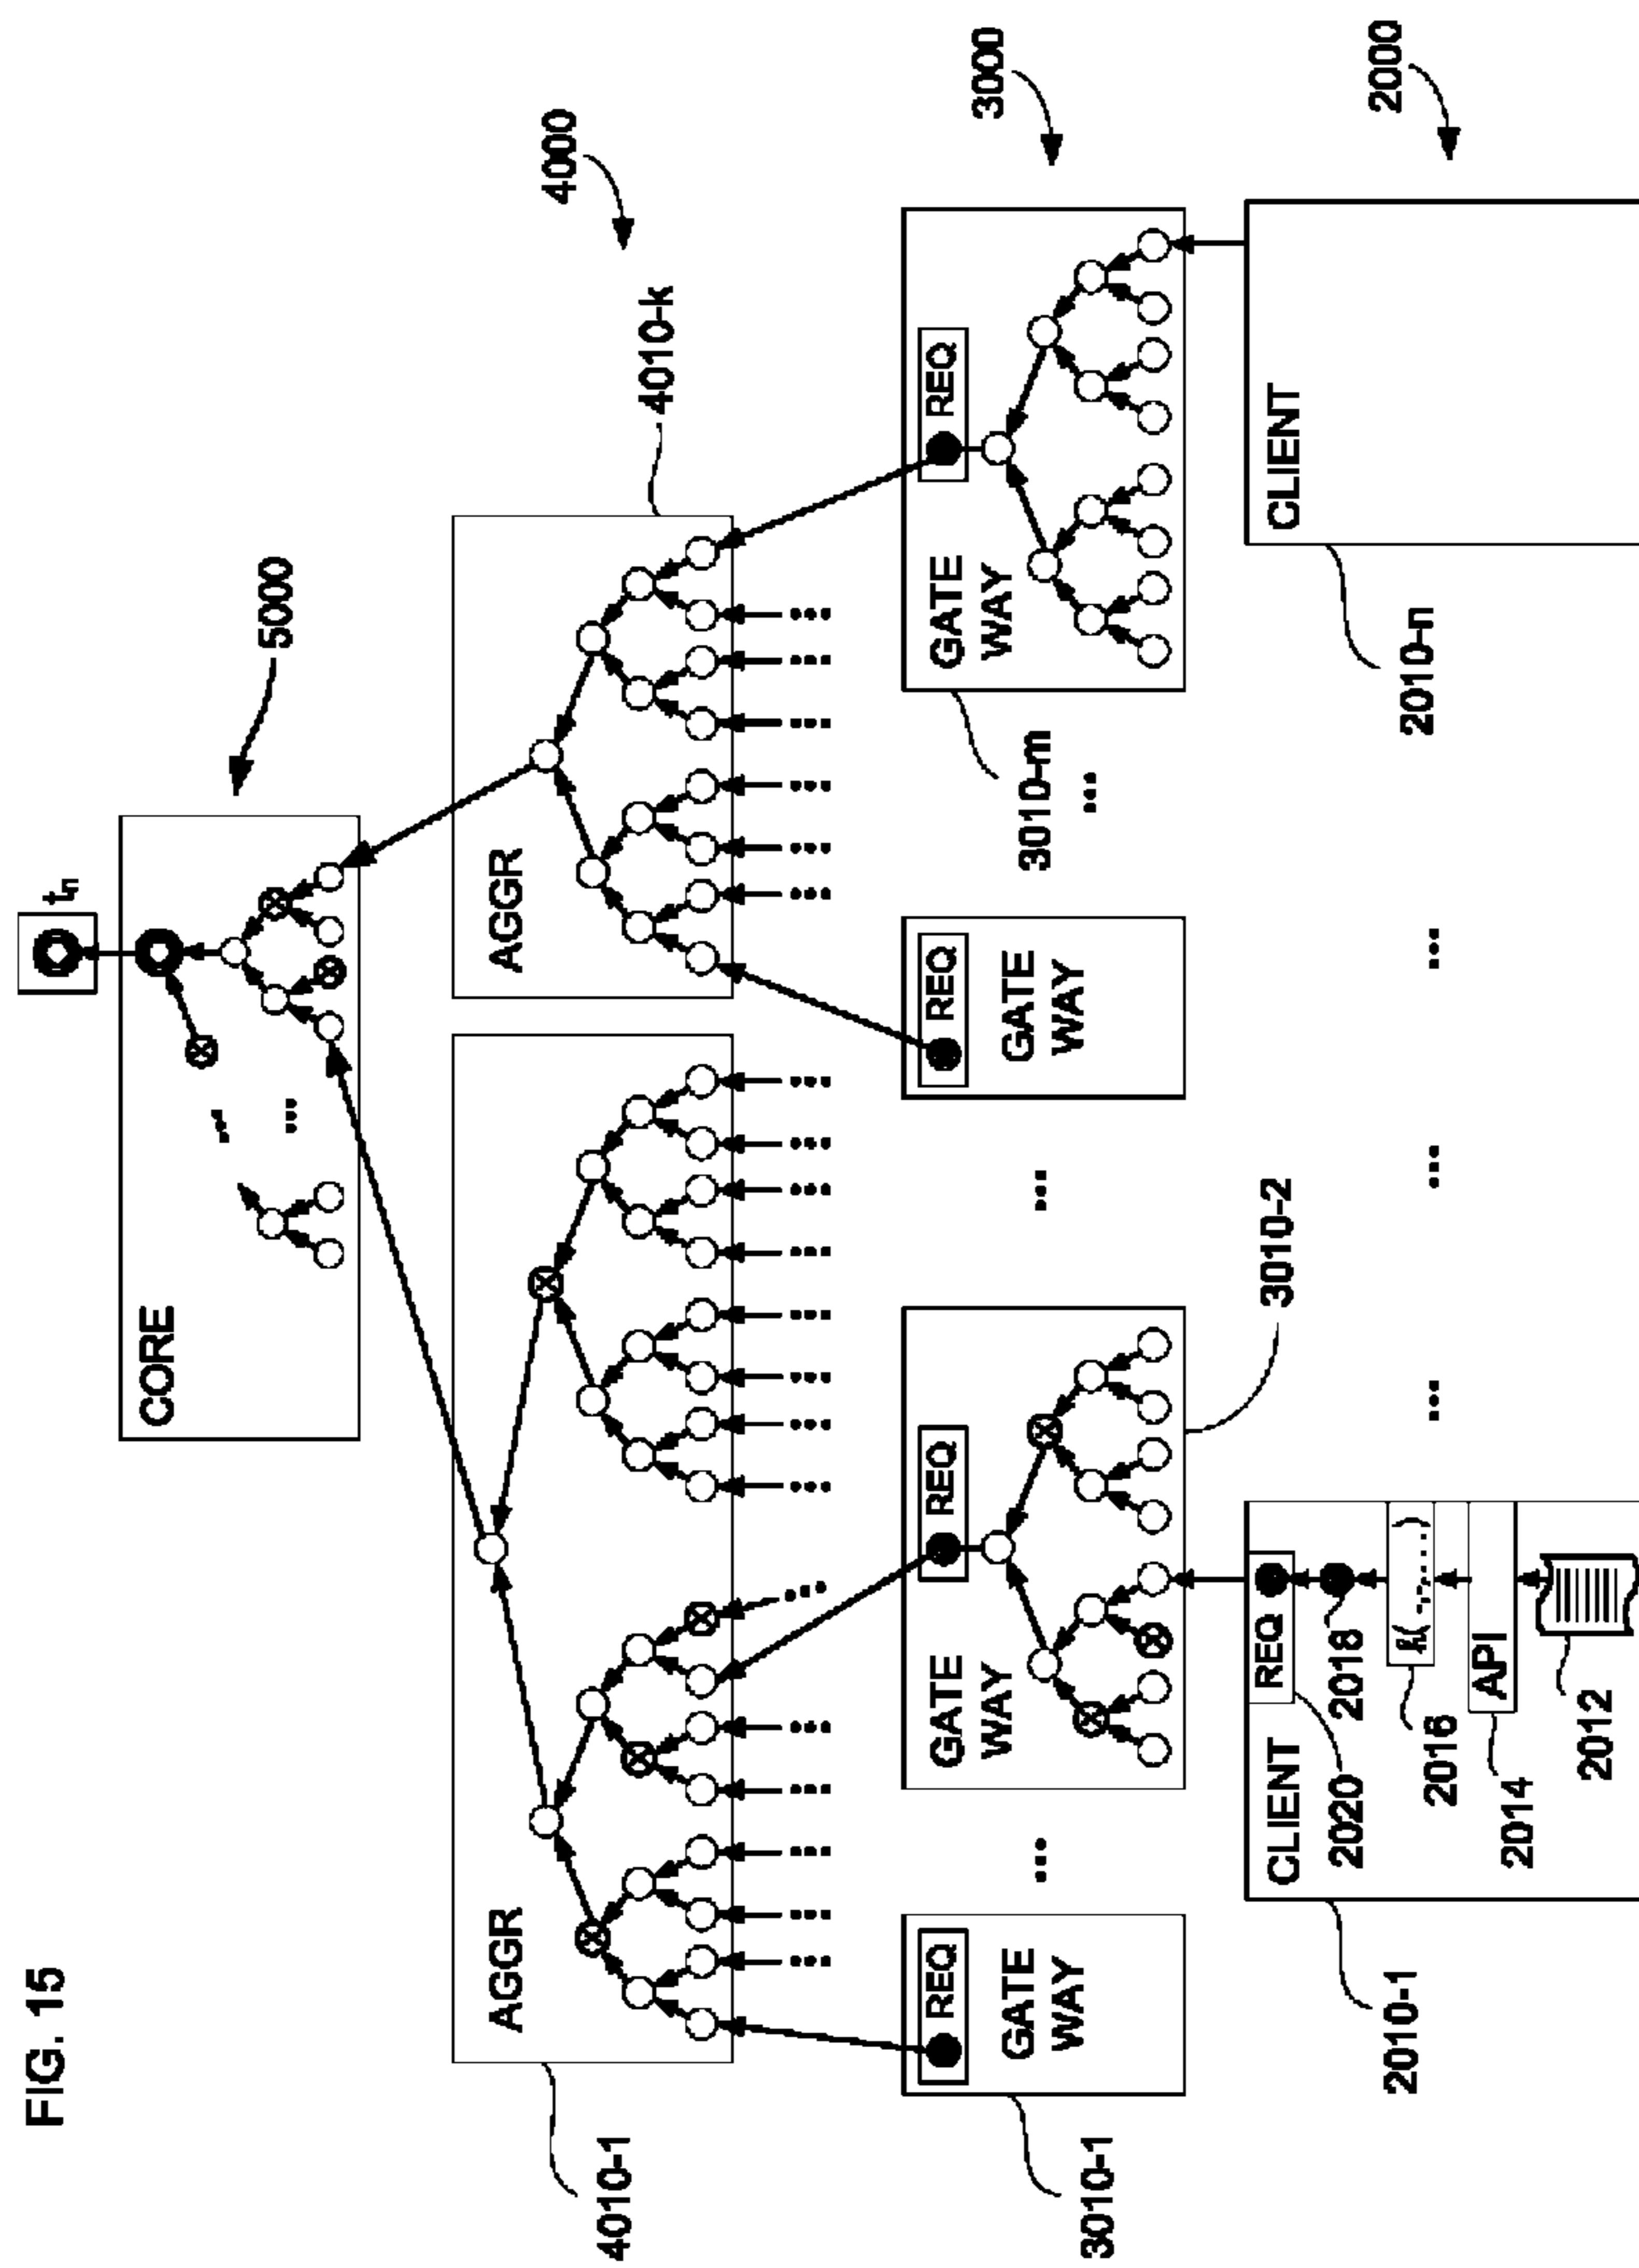 FIG. 15
tn
CORE
5000
AGGR
AGGR
4000
4010-1
4010-k
REQ
GATE
WAY
REQ
GATE
WAY
REQ
GATE
WAY
REQ
GATE
WAY
3000
3010-1
3010-2
3010-m
...
CLIENT
REQ
2020
2018
2016
API
2014
2012
2010-1
CLIENT
2010-n
2000